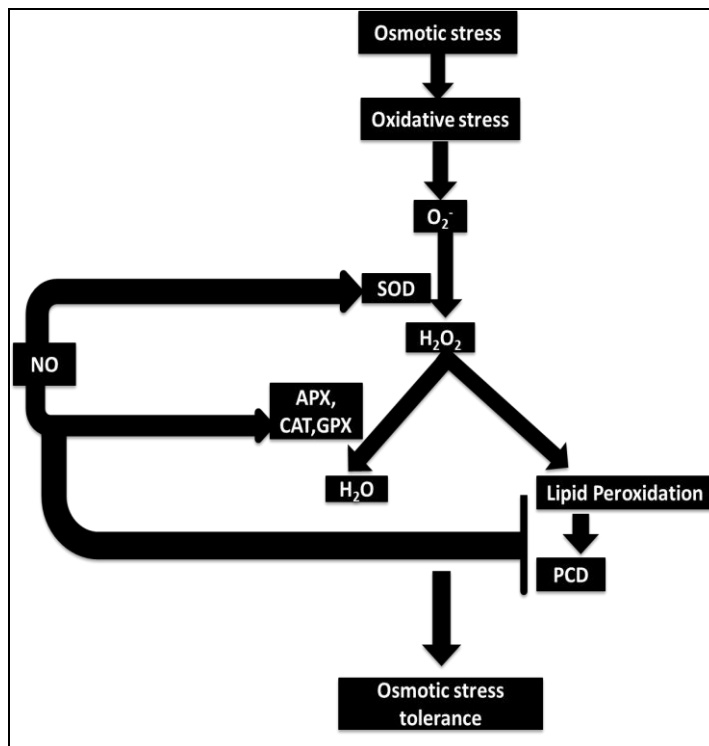 Osmotic stress
Oxidative stress
O₂⁻
SOD
H₂O₂
NO
APX,
CAT,GPX
H₂O
Lipid Peroxidation
PCD
Osmotic stress
tolerance